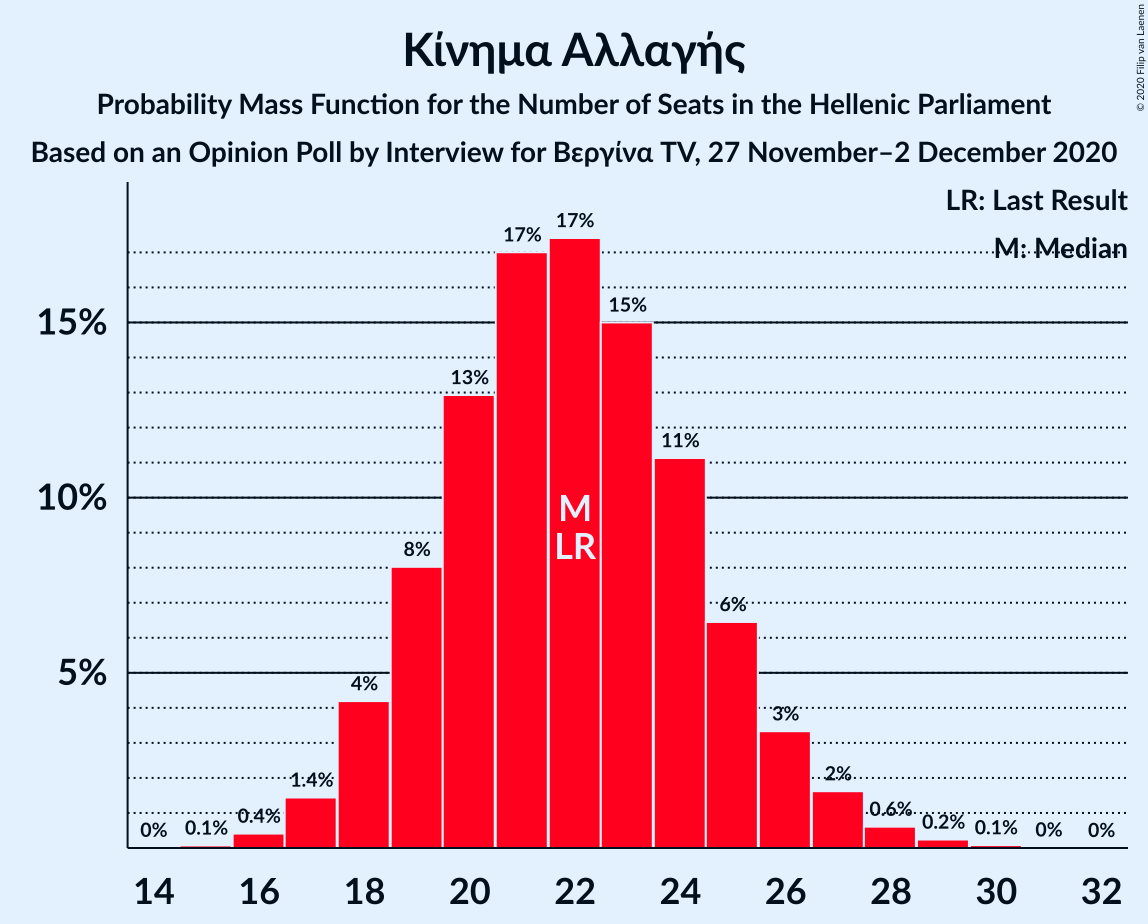 Κίνημα Αλλαγής
Probability Mass Function for the Number of Seats in the Hellenic Parliament
Based on an Opinion Poll by Interview for Βεργίνα TV, 27 November–2 December 2020
© 2020 Filip van Laenen
LR: Last Result
M: Median
15%
10%
5%
0%
0.1%
0.4%
1.4%
4%
8%
13%
17%
17%
15%
11%
6%
3%
2%
0.6%
0.2%
0.1%
0%
0%
M
LR
14 16 18 20 22 24 26 28 30 32